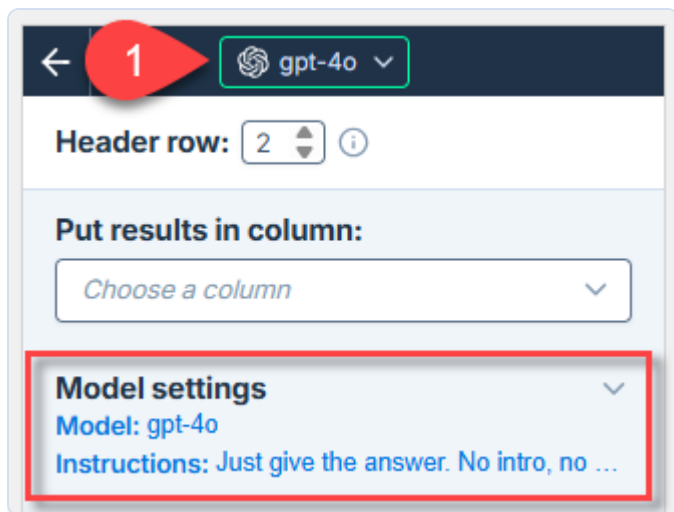 1
gpt-4o
Header row: 2
Put results in column:
Choose a column
Model settings
Model: gpt-4o
Instructions: Just give the answer. No intro, no ...